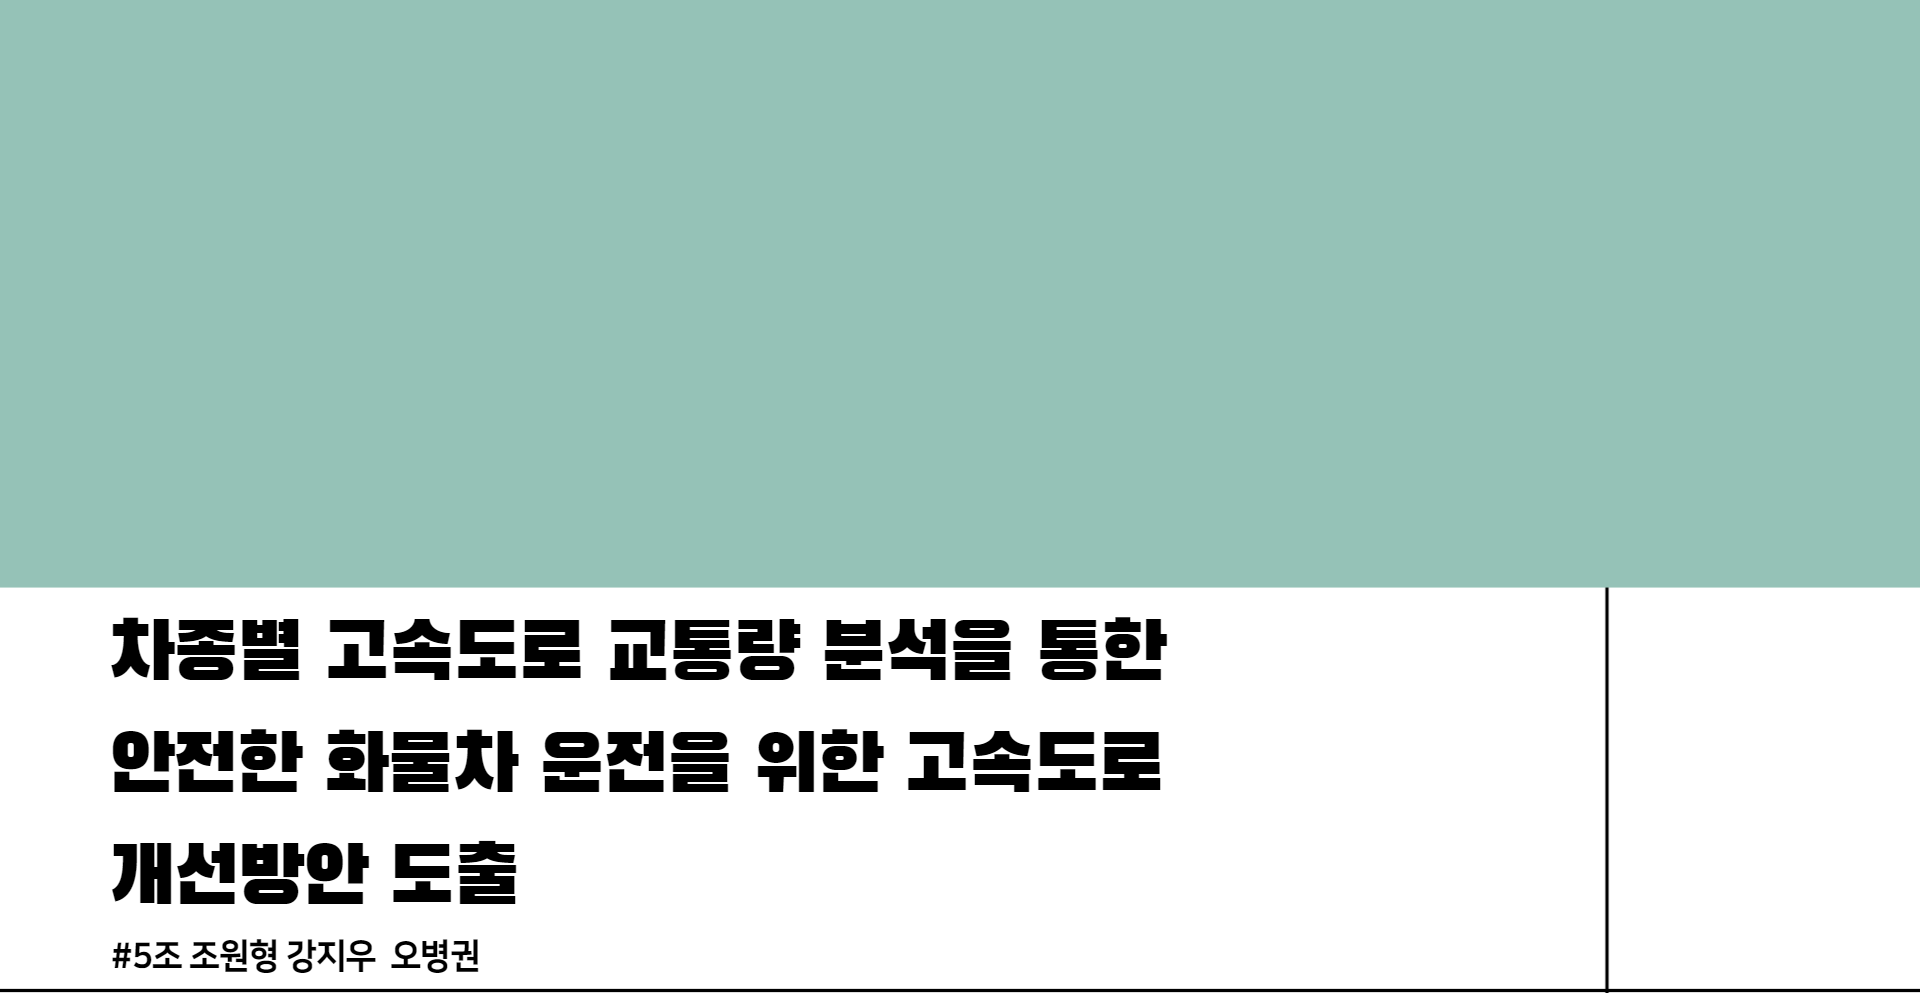 차종별 고속도로 교통량 분석을 통한
안전한 화물차 운전을 위한 고속도로
개선방안 도출
#5조 조원형 강지우 오병권